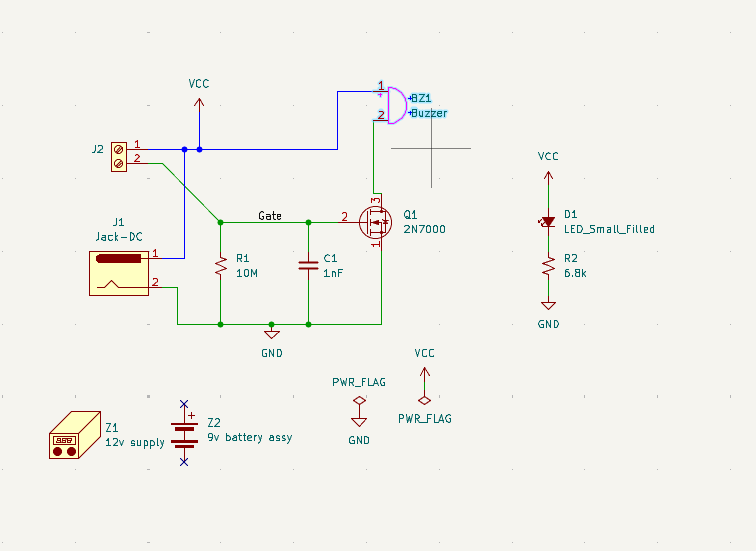 VCC
1
BZ1
2
Buzzer
J2
1
2
VCC
3
Gate
2
Q1
2N7000
1
D1
LED_Small_Filled
J1
Jack-DC
1
2
R1
10M
C1
1nF
R2
6.8k
GND
GND
VCC
PWR_FLAG
PWR_FLAG
GND
Z1
12v supply
+
Z2
9v battery assy